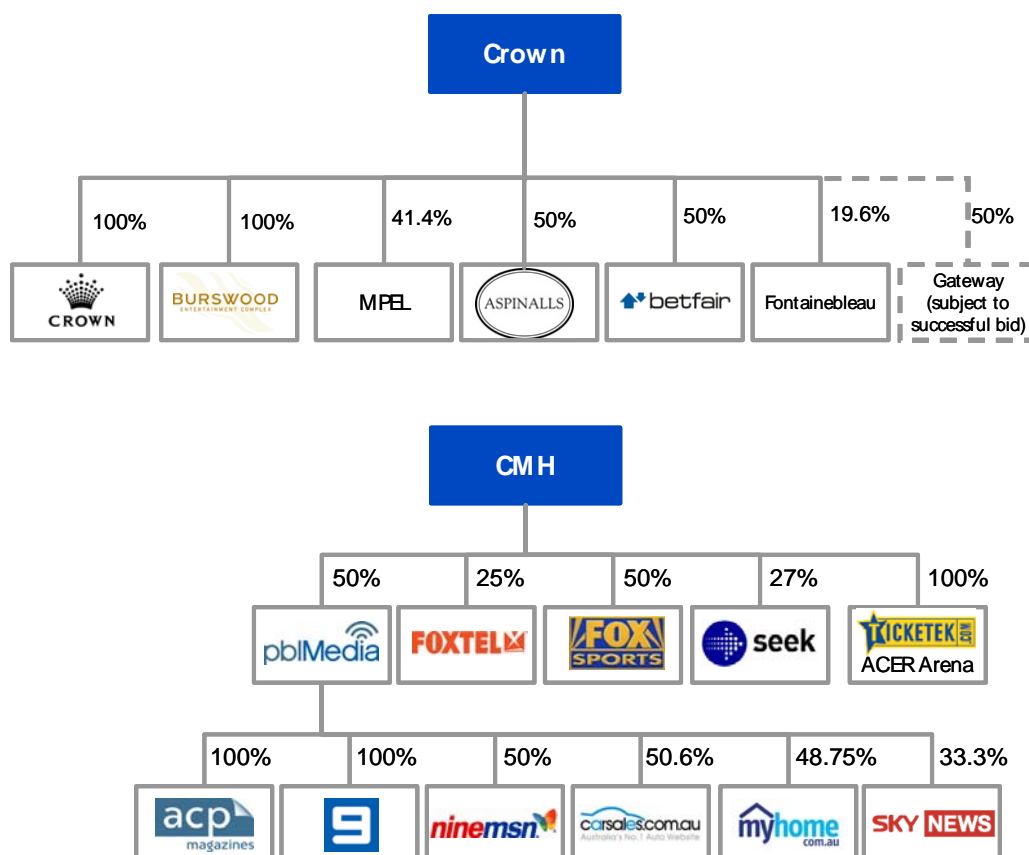 Crown
100%
100%
41.4%
50%
50%
19.6%
50%
CROWN
BURSWOOD
ENTERTAINMENT COMPLEX
MPEL
ASPINALLS
betfair
Fontainebleau
Gateway
(subject to
successful bid)
CMH
50%
25%
50%
27%
100%
pblMedia
FOXTEL
FOX
SPORTS
seek
TICKETEK.COM
ACER Arena
100%
100%
50%
50.6%
48.75%
33.3%
acp
magazines
9
ninemsn.
carsales.com.au
Australia's No.1 Auto Website
myhome
com.au
SKY NEWS